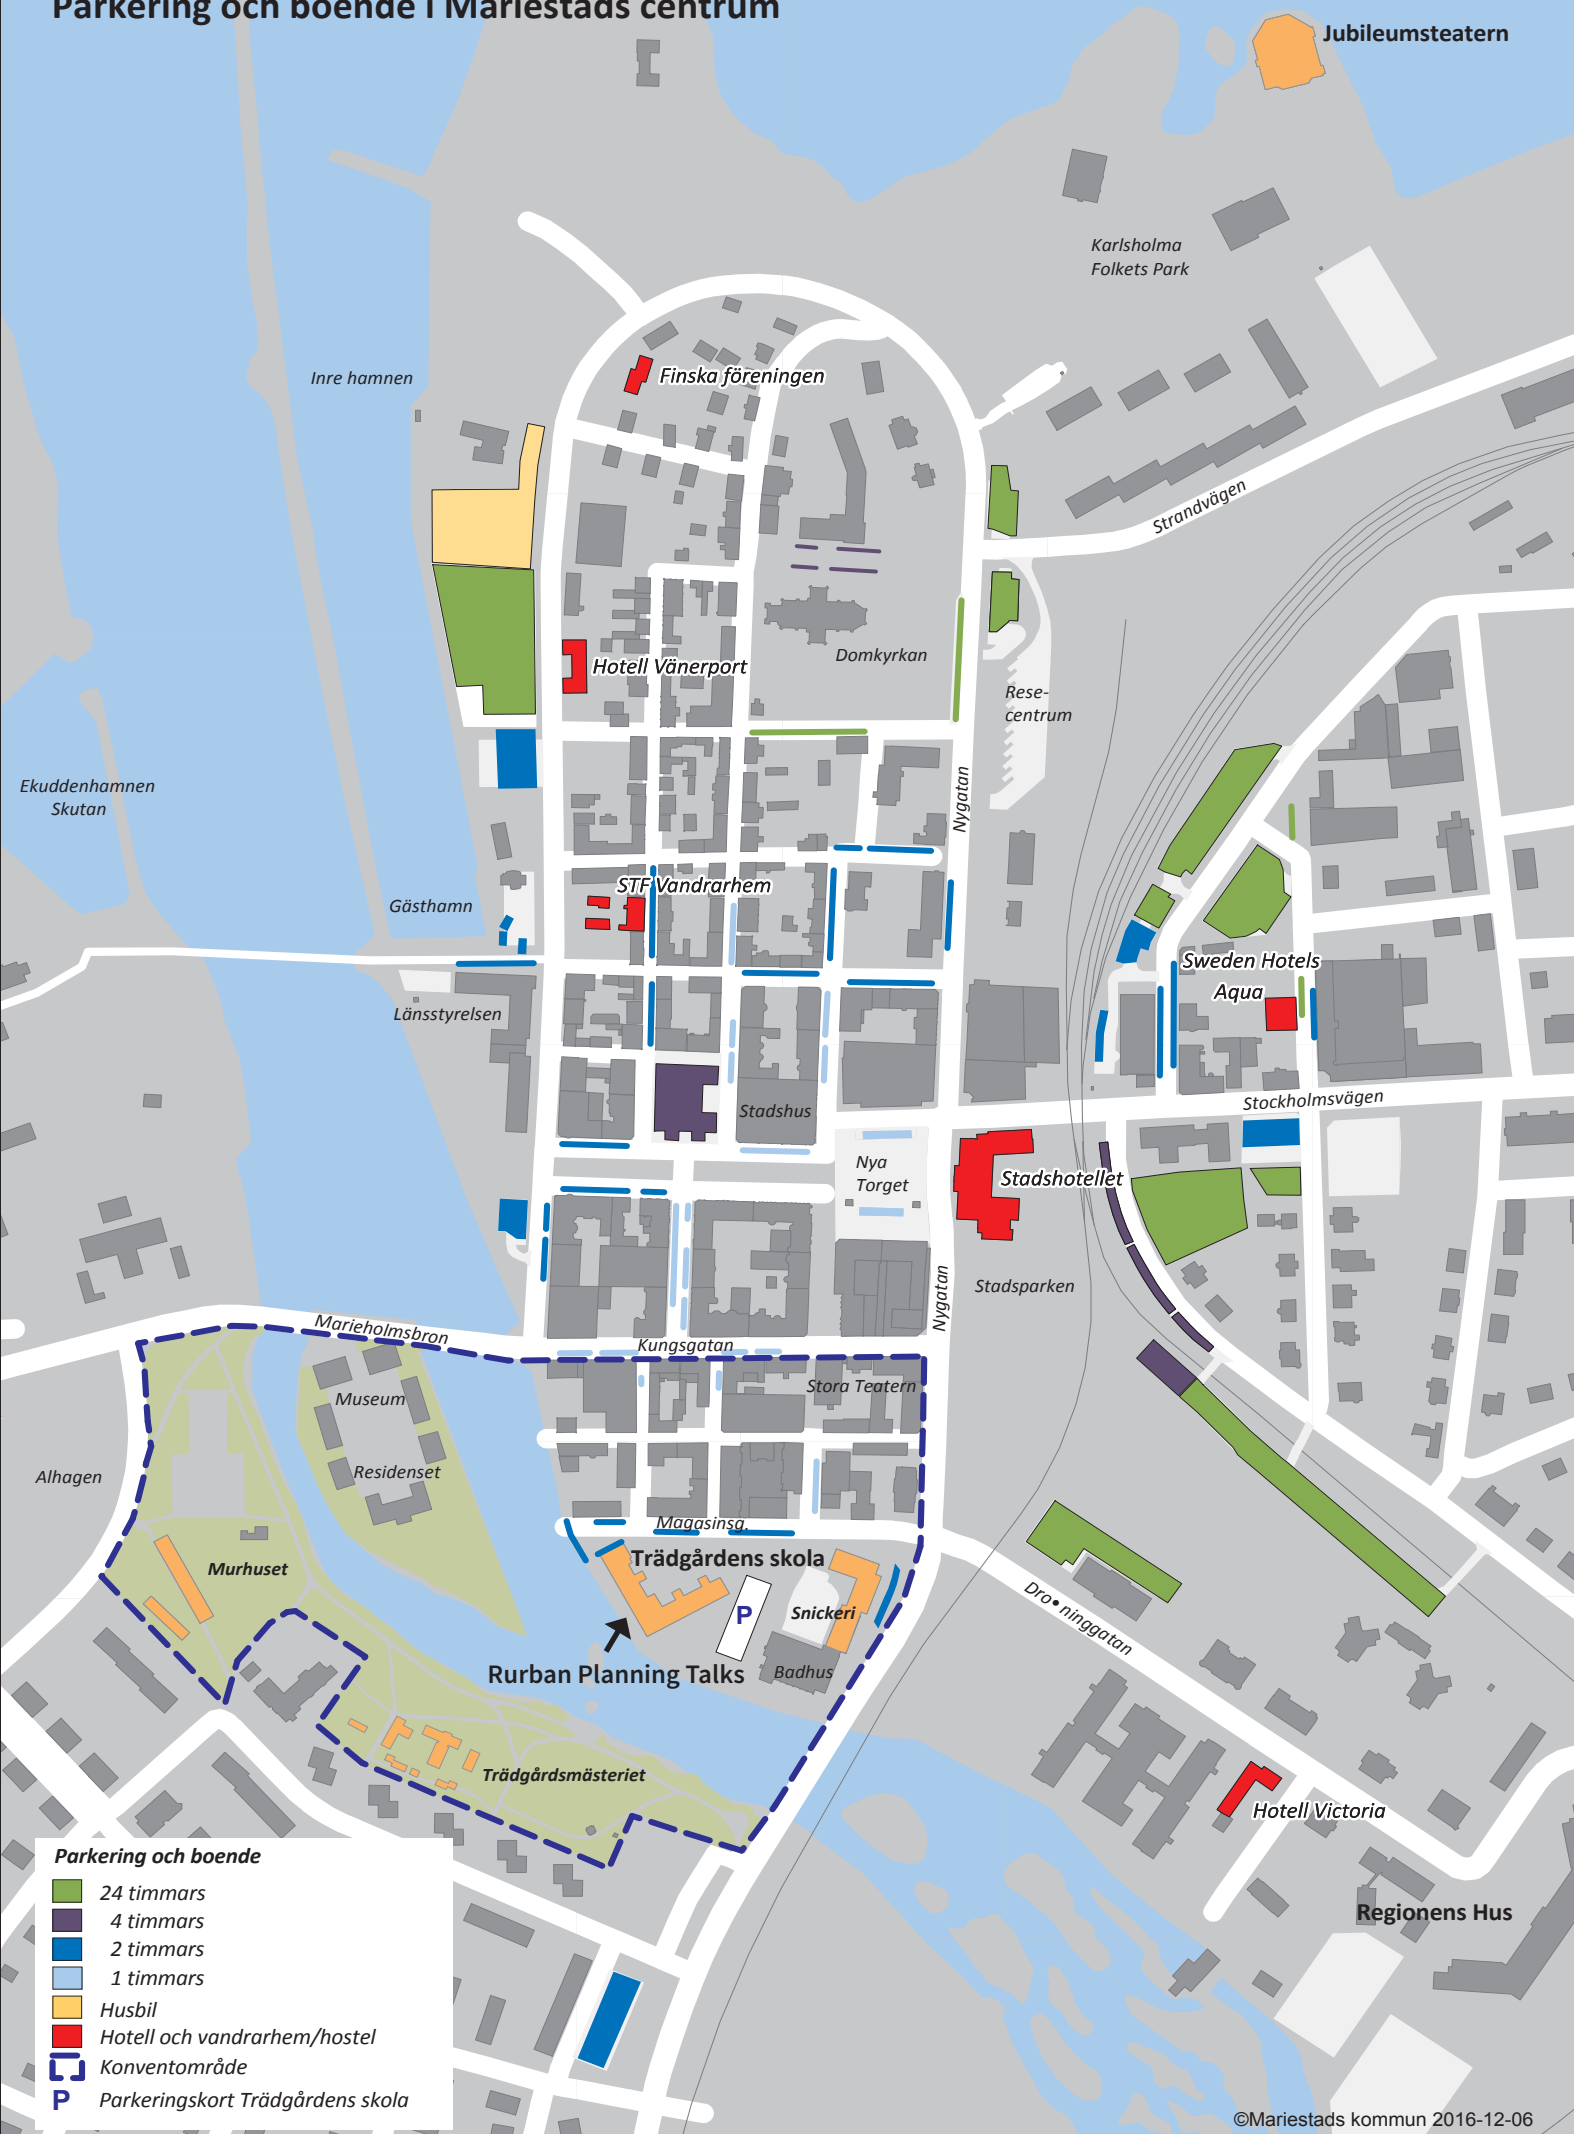 Parkering och boende i Mariestads centrum
Jubileumsteatern
Karlsholma
Folkets Park
Inre hamnen
Finska föreningen
Strandvägen
Hotell Vänerport
Domkyrkan
Rese-
centrum
Ekuddenhamnen
Skutan
Nygatan
STF Vandrarhem
Gästhamn
Sweden Hotels
Aqua
Länsstyrelsen
Stadshus
Stockholmsvägen
Nya
Torget
Stadshotellet
Stadsparken
Nygatan
Marieholmsbron
Kungsgatan
Museum
Stora Teatern
Alhagen
Residenset
Magasinsg.
Murhuset
Trädgårdens skola
P
Snickeri
Dro•ninggatan
Rurban Planning Talks
Badhus
Trädgårdsmästeriet
Hotell Victoria
Regionens Hus
Parkering och boende
24 timmars
4 timmars
2 timmars
1 timmars
Husbil
Hotell och vandrarhem/hostel
Konventområde
P Parkeringskort Trädgårdens skola
©Mariestads kommun 2016-12-06